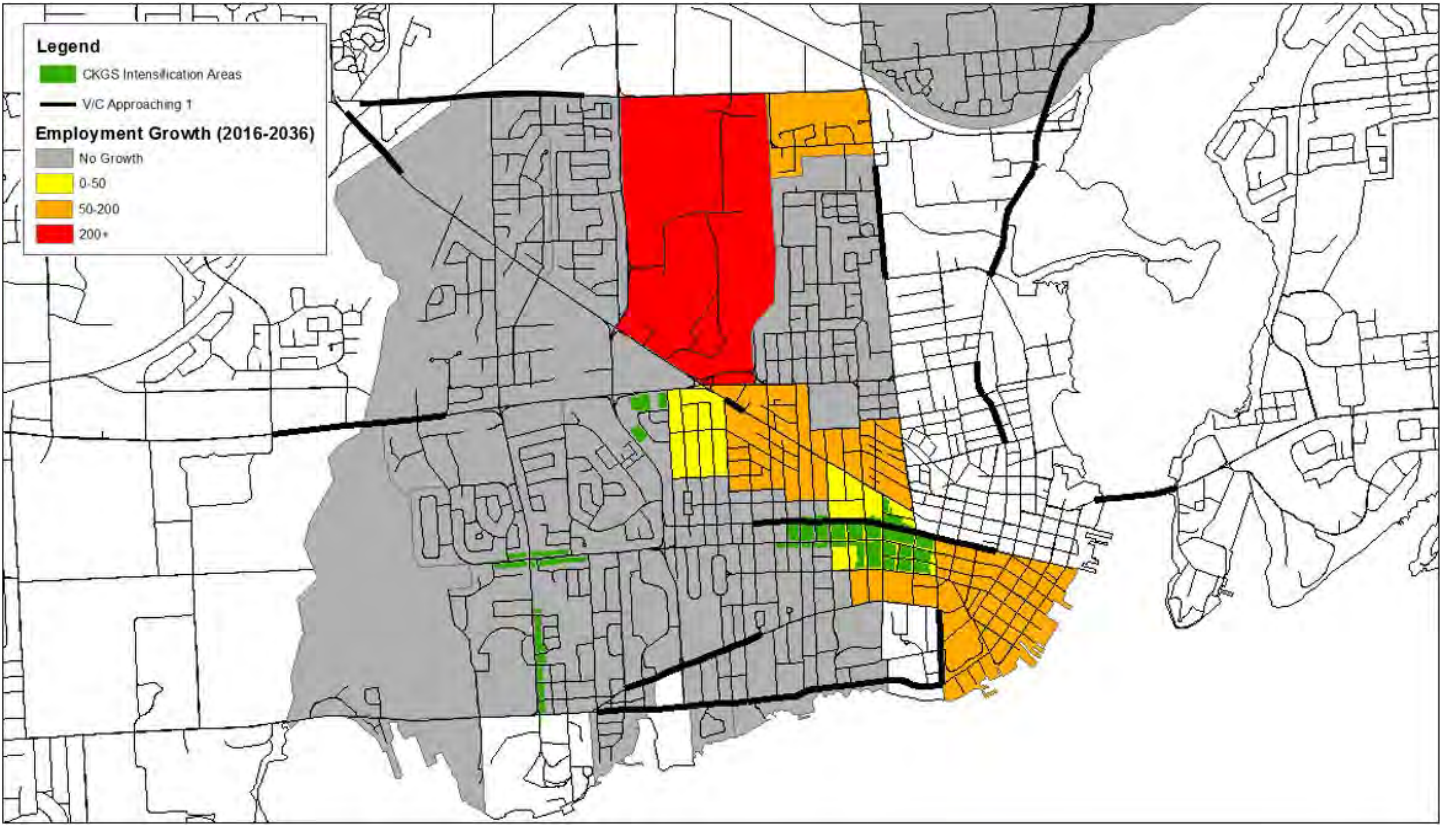 Legend
CKGS Intensification Areas
V/C Approaching 1
Employment Growth (2016-2036)
No Growth
0-50
50-200
200+